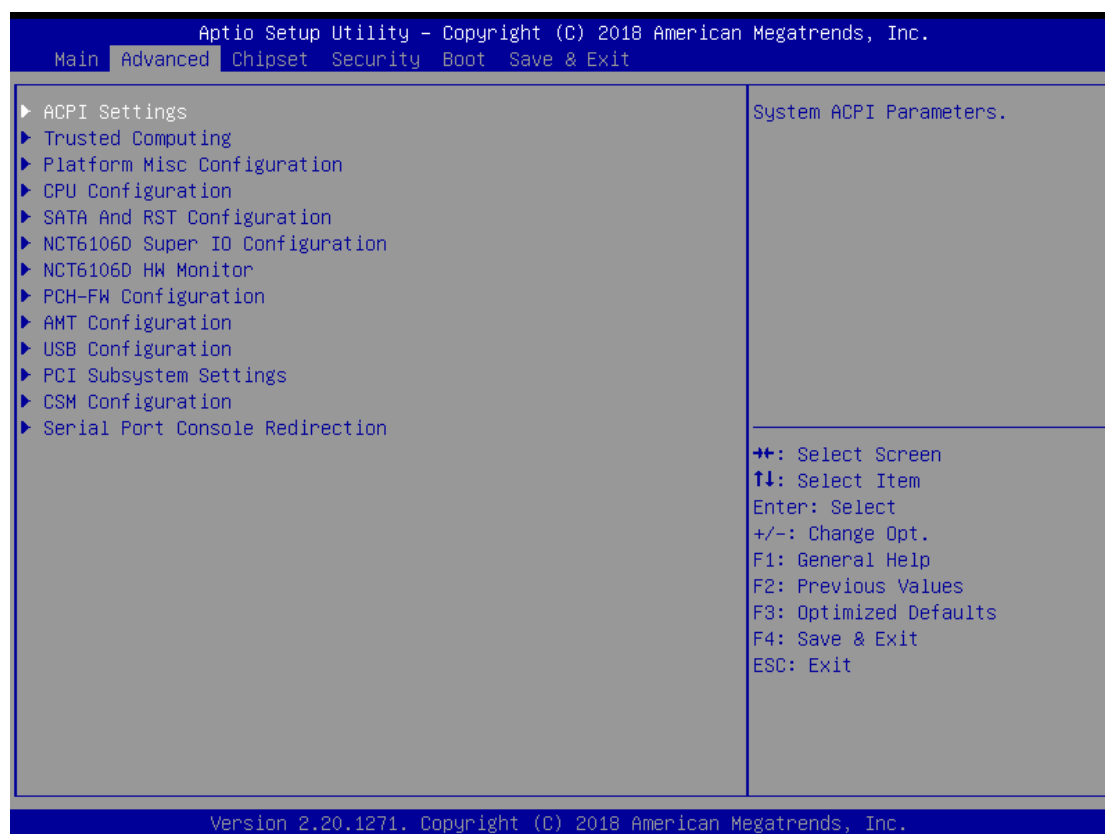 Aptio Setup Utility – Copyright (C) 2018 American Megatrends, Inc.
Main Advanced Chipset Security Boot Save & Exit
▶ ACPI Settings
▶ Trusted Computing
▶ Platform Misc Configuration
▶ CPU Configuration
▶ SATA And RST Configuration
▶ NCT6106D Super IO Configuration
▶ NCT6106D HW Monitor
▶ PCH-FW Configuration
▶ AMT Configuration
▶ USB Configuration
▶ PCI Subsystem Settings
▶ CSM Configuration
▶ Serial Port Console Redirection
System ACPI Parameters.
→←: Select Screen
↑↓: Select Item
Enter: Select
+/-: Change Opt.
F1: General Help
F2: Previous Values
F3: Optimized Defaults
F4: Save & Exit
ESC: Exit
Version 2.20.1271. Copyright (C) 2018 American Megatrends, Inc.